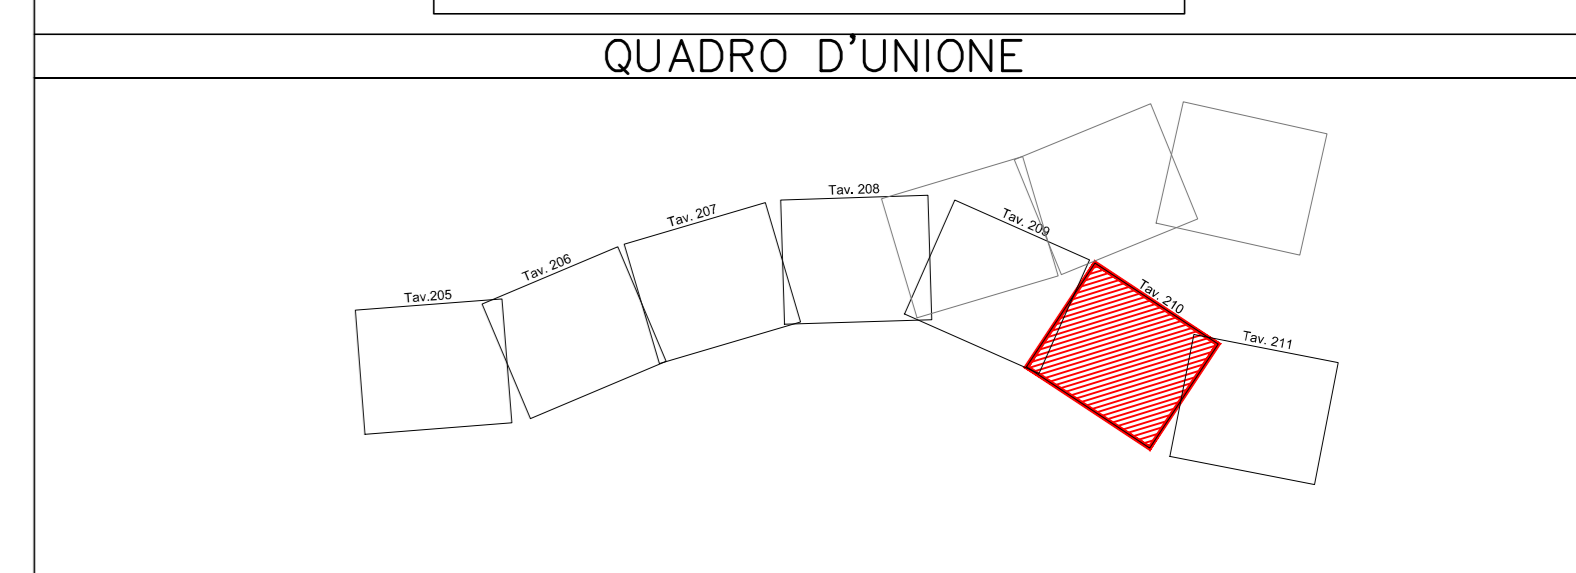 QUADRO D'UNIONE
Tav.205
Tav. 206
Tav. 207
Tav. 208
Tav. 209
Tav. 210
Tav. 211